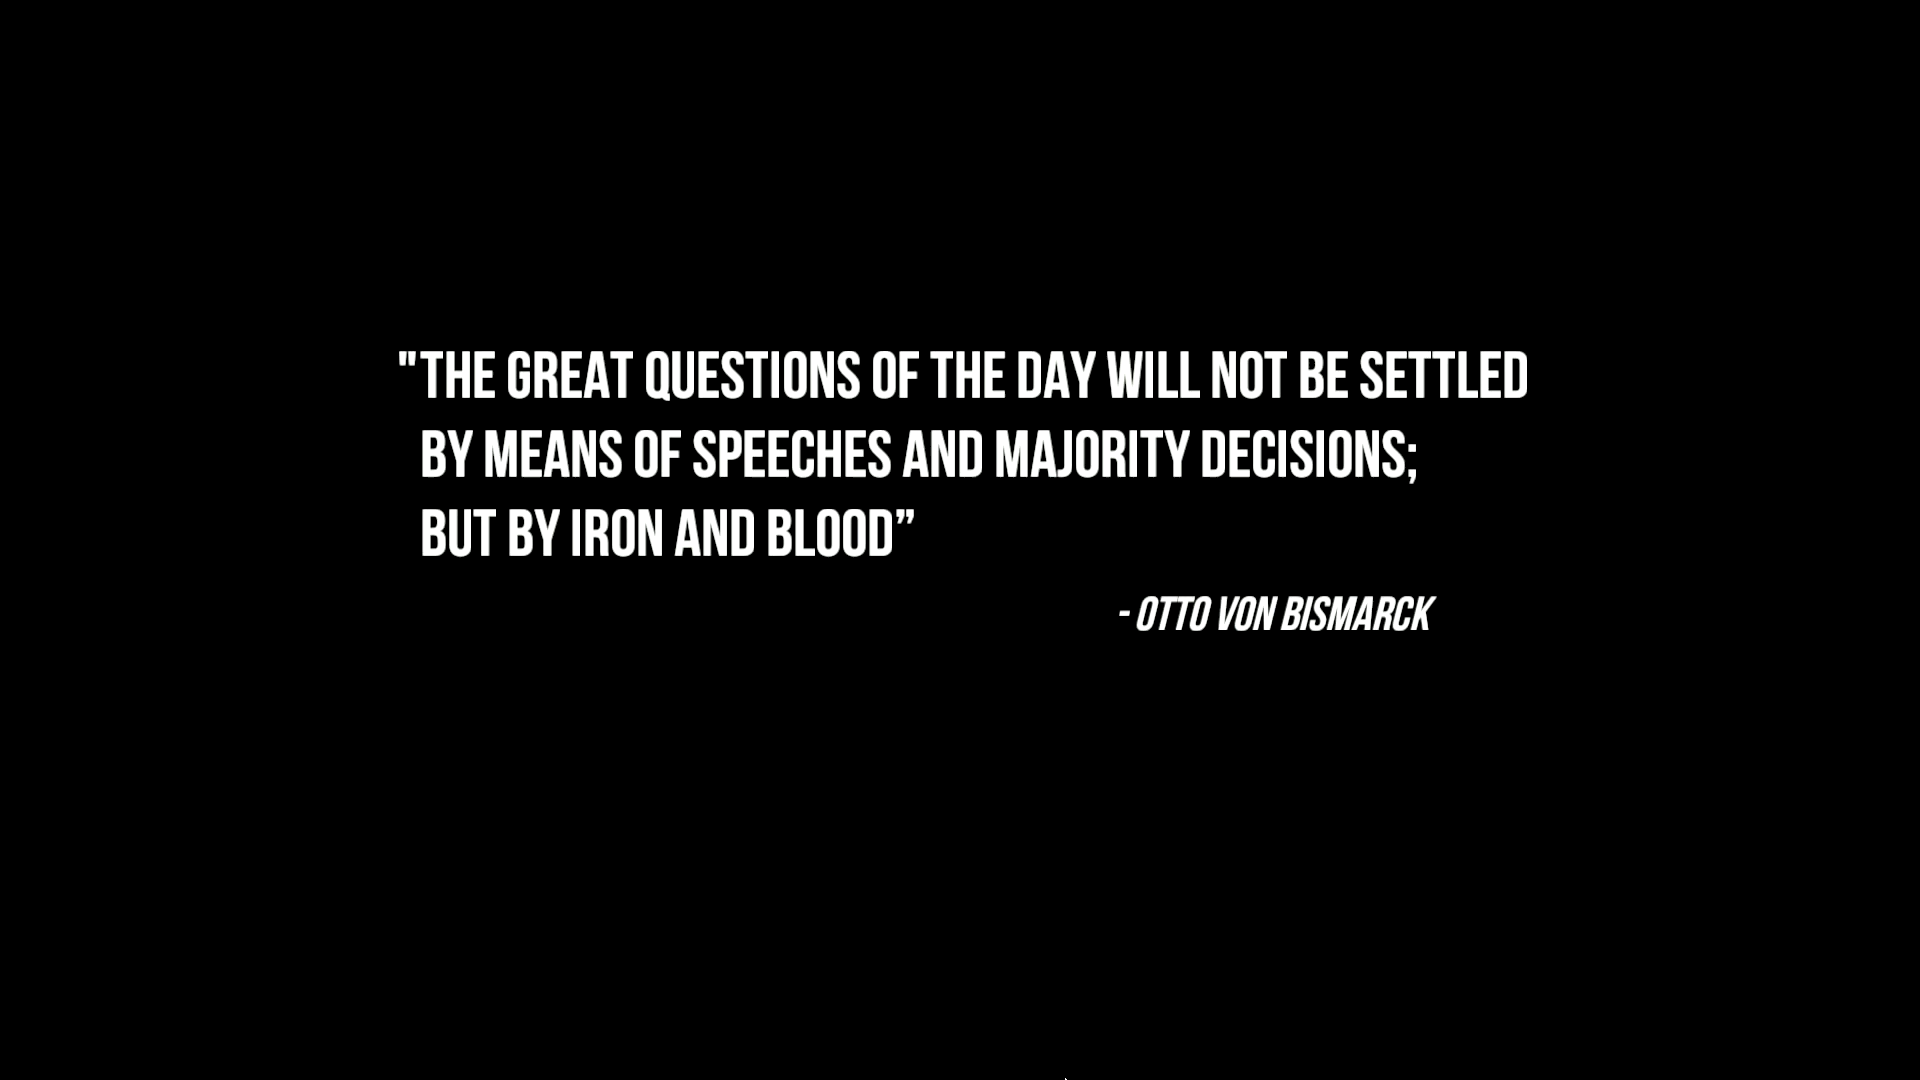 "THE GREAT QUESTIONS OF THE DAY WILL NOT BE SETTLED
BY MEANS OF SPEECHES AND MAJORITY DECISIONS;
BUT BY IRON AND BLOOD”
- OTTO VON BISMARCK